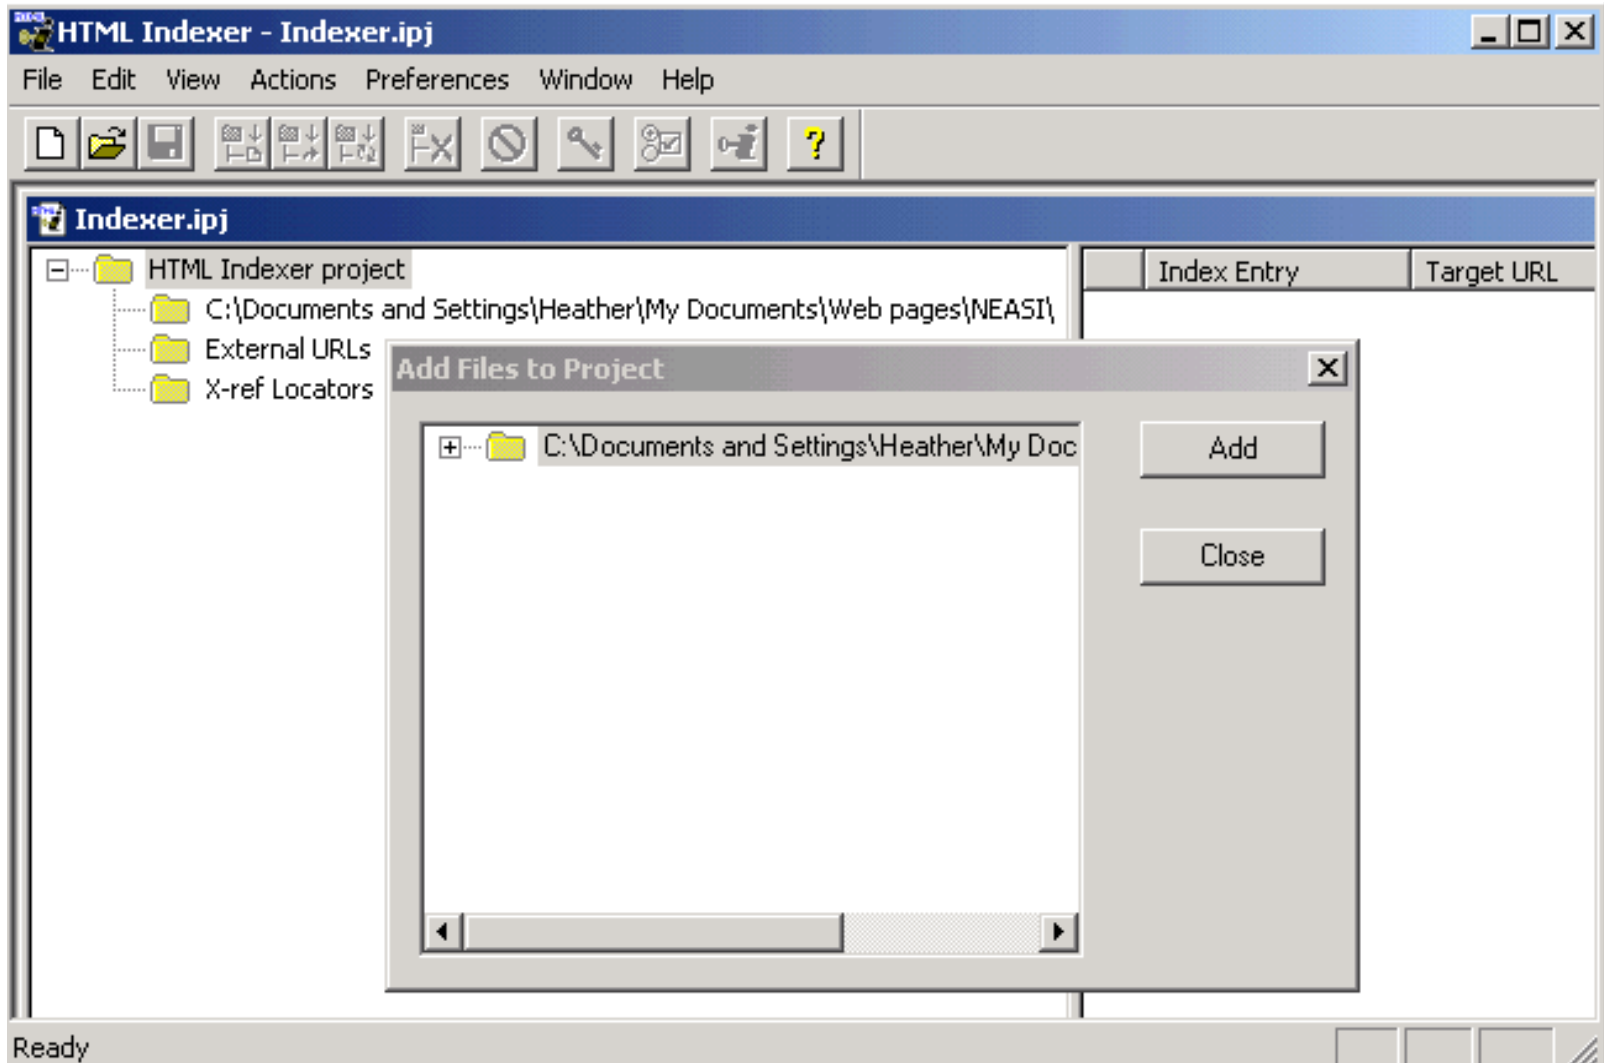 HTML Indexer - Indexer.ipj
File Edit View Actions Preferences Window Help
Indexer.ipj
HTML Indexer project
C:\Documents and Settings\Heather\My Documents\Web pages\NEASI\
External URLs
X-ref Locators
Index Entry Target URL
Add Files to Project
C:\Documents and Settings\Heather\My Doc
Add
Close
Ready